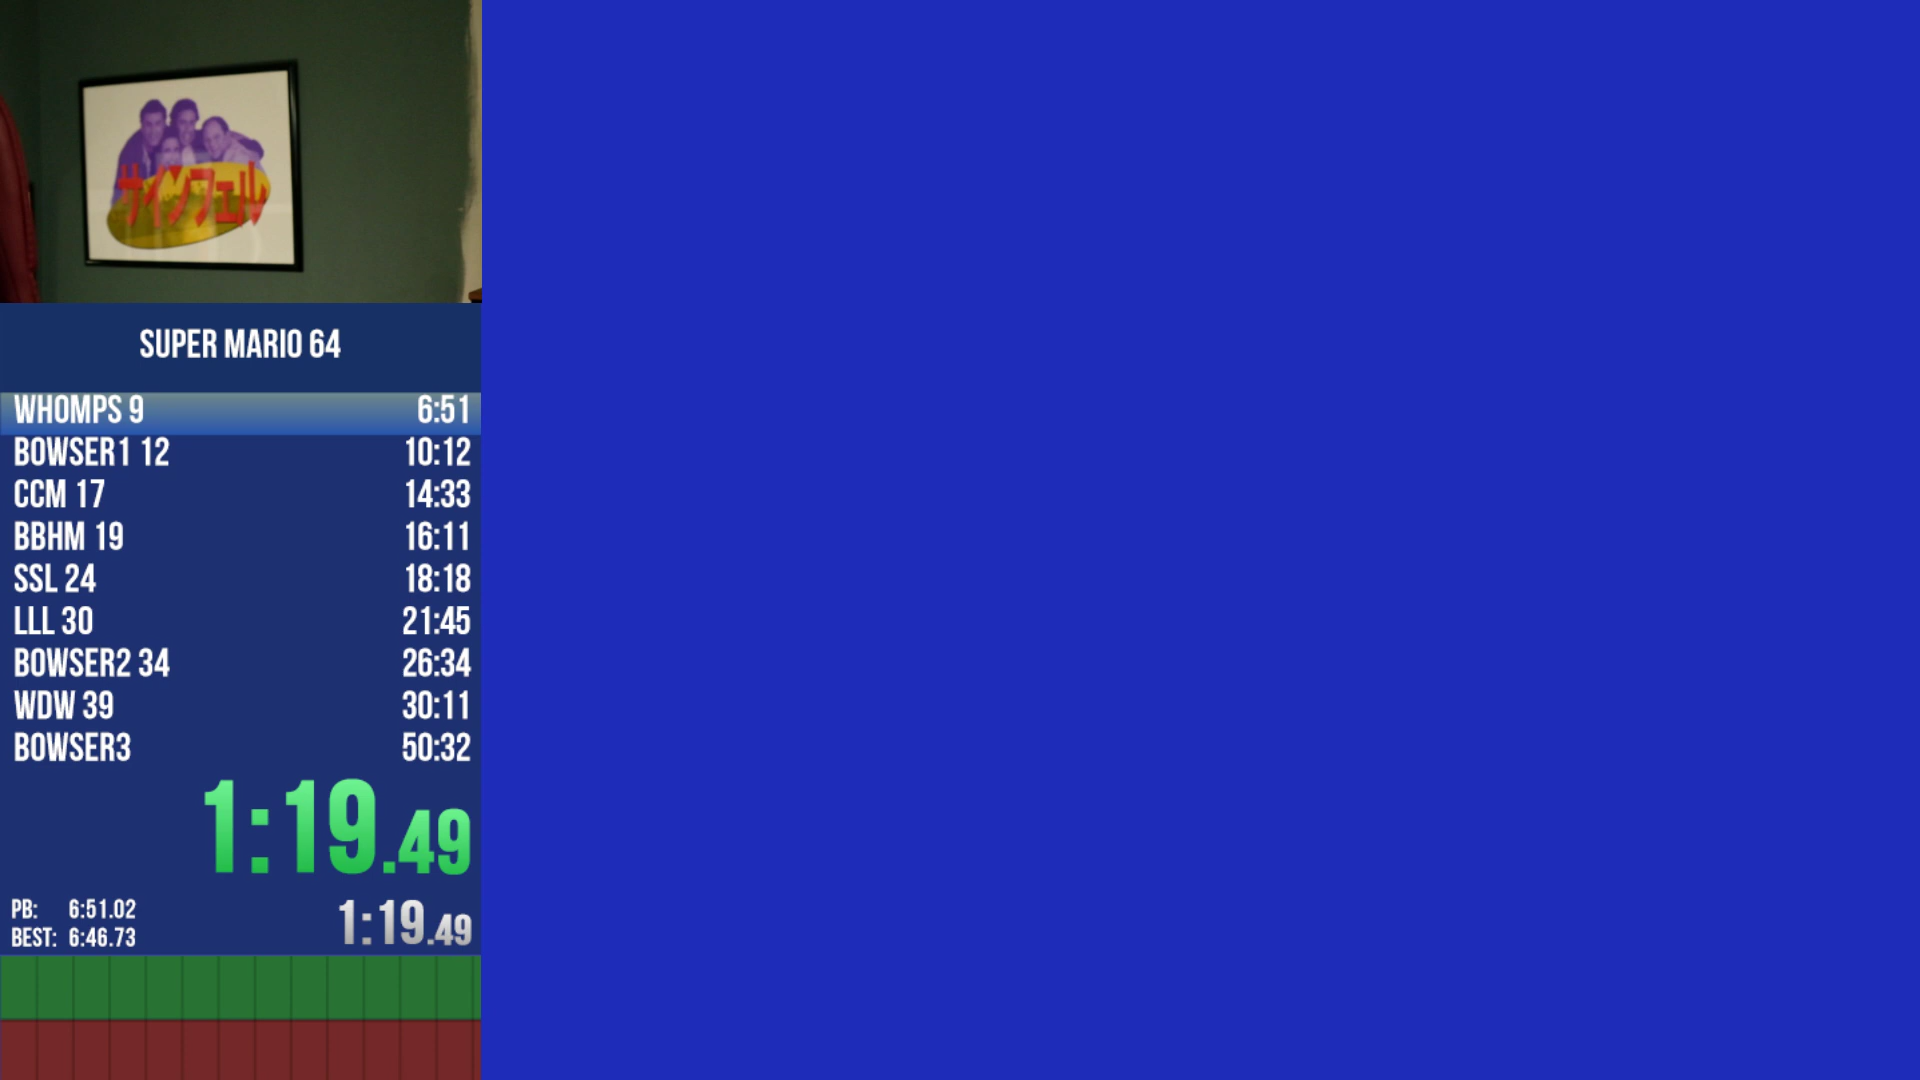 サインフェル
SUPER MARIO 64
WHOMPS 9 6:51
BOWSER1 12 10:12
CCM 17 14:33
BBHM 19 16:11
SSL 24 18:18
LLL 30 21:45
BOWSER2 34 26:34
WDW 39 30:11
BOWSER3 50:32
1:19.49
PB: 6:51.02 1:19.49
BEST: 6:46.73